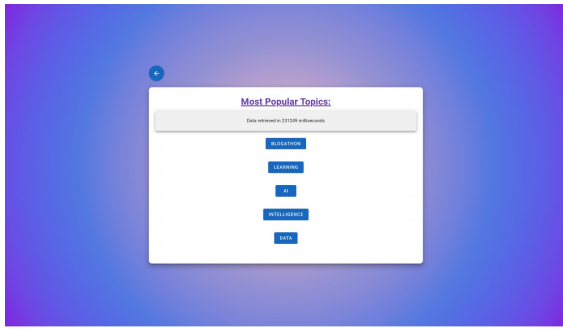 Most Popular Topics:
Data retrieved in 231249 milliseconds
BLOGATHON
LEARNING
AI
INTELLIGENCE
DATA